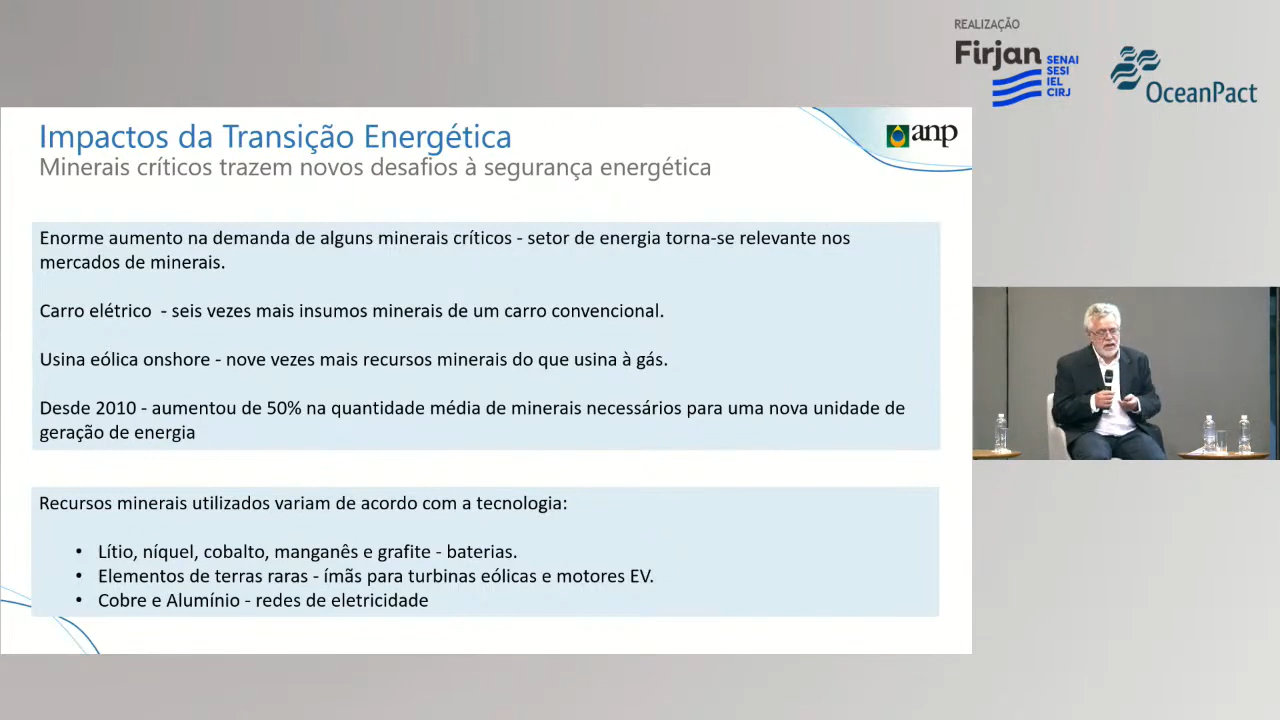 REALIZAÇÃO
Firjan SENAI
SESI
IEL
CIRJ
OceanPact
Impactos da Transição Energética
anp
Minerais críticos trazem novos desafios à segurança energética
Enorme aumento na demanda de alguns minerais críticos - setor de energia torna-se relevante nos
mercados de minerais.
Carro elétrico - seis vezes mais insumos minerais de um carro convencional.
Usina eólica onshore - nove vezes mais recursos minerais do que usina à gás.
Desde 2010 - aumentou de 50% na quantidade média de minerais necessários para uma nova unidade de
geração de energia
Recursos minerais utilizados variam de acordo com a tecnologia:
• Lítio, níquel, cobalto, manganês e grafite - baterias.
• Elementos de terras raras - ímãs para turbinas eólicas e motores EV.
• Cobre e Alumínio - redes de eletricidade